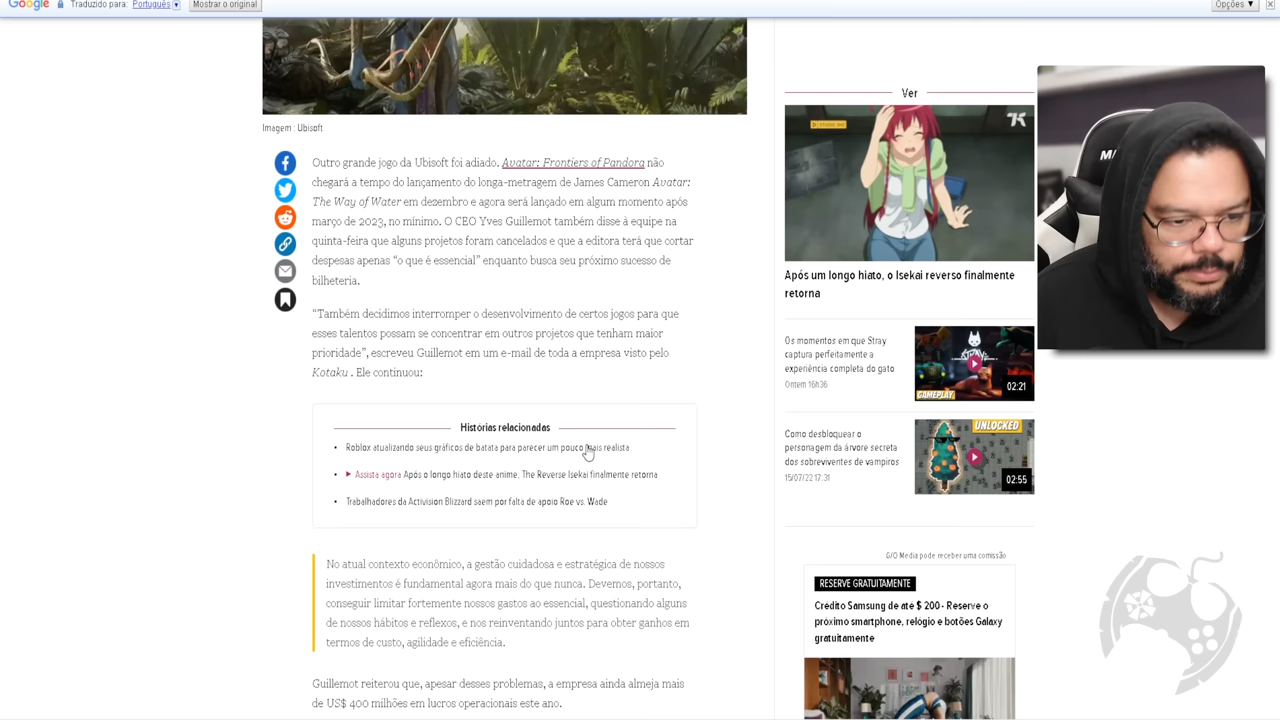 Google Traduzido para: Português ▾ Mostrar o original Opções ▼
Imagem : Ubisoft
Outro grande jogo da Ubisoft foi adiado. Avatar: Frontiers of Pandora não
chegará a tempo do lançamento do longa-metragem de James Cameron Avatar:
The Way of Water em dezembro e agora será lançado em algum momento após
março de 2023, no mínimo. O CEO Yves Guillemot também disse à equipe na
quinta-feira que alguns projetos foram cancelados e que a editora terá que cortar
despesas apenas “o que é essencial” enquanto busca seu próximo sucesso de
bilheteria.
“Também decidimos interromper o desenvolvimento de certos jogos para que
esses talentos possam se concentrar em outros projetos que tenham maior
prioridade”, escreveu Guillemot em um e-mail de toda a empresa visto pelo
Kotaku . Ele continuou:
Histórias relacionadas
• Roblox atualizando seus gráficos de batata para parecer um pouco mais realista
• Assista agora Após o longo hiato deste anime, The Reverse Isekai finalmente retorna
• Trabalhadores da Activision Blizzard saem por falta de apoio Roe vs. Wade
No atual contexto econômico, a gestão cuidadosa e estratégica de nossos
investimentos é fundamental agora mais do que nunca. Devemos, portanto,
conseguir limitar fortemente nossos gastos ao essencial, questionando alguns
de nossos hábitos e reflexos, e nos reinventando juntos para obter ganhos em
termos de custo, agilidade e eficiência.
Guillemot reiterou que, apesar desses problemas, a empresa ainda almeja mais
de US$ 400 milhões em lucros operacionais este ano.
Ver
Após um longo hiato, o Isekai reverso finalmente
retorna
Os momentos em que Stray
captura perfeitamente a
experiência completa do gato
Ontem 16h36
STRAY
GAMEPLAY
02:21
Como desbloquear o
personagem da árvore secreta
dos sobreviventes de vampiros
15/07/22 17:31
UNLOCKED
02:55
G/O Media pode receber uma comissão
RESERVE GRATUITAMENTE
Crédito Samsung de até $ 200 - Reserve o
próximo smartphone, relógio e botões Galaxy
gratuitamente